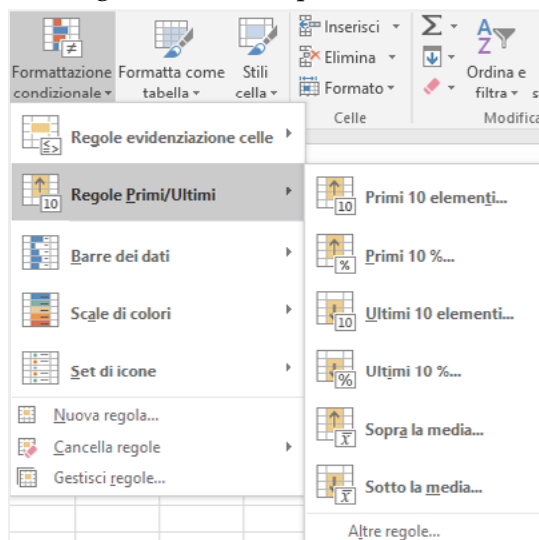 Inserisci
Elimina
Formato
Formattazione
condizionale
Formatta come
tabella
Stili
cella
Ordina e
filtra
Celle
Modifica
Regole evidenziazione celle
Regole Primi/Ultimi
Barre dei dati
Scale di colori
Set di icone
Nuova regola...
Cancella regole
Gestisci regole...
Primi 10 elementi...
Primi 10 %...
Ultimi 10 elementi...
Ultimi 10 %...
Sopra la media...
Sotto la media...
Altre regole...